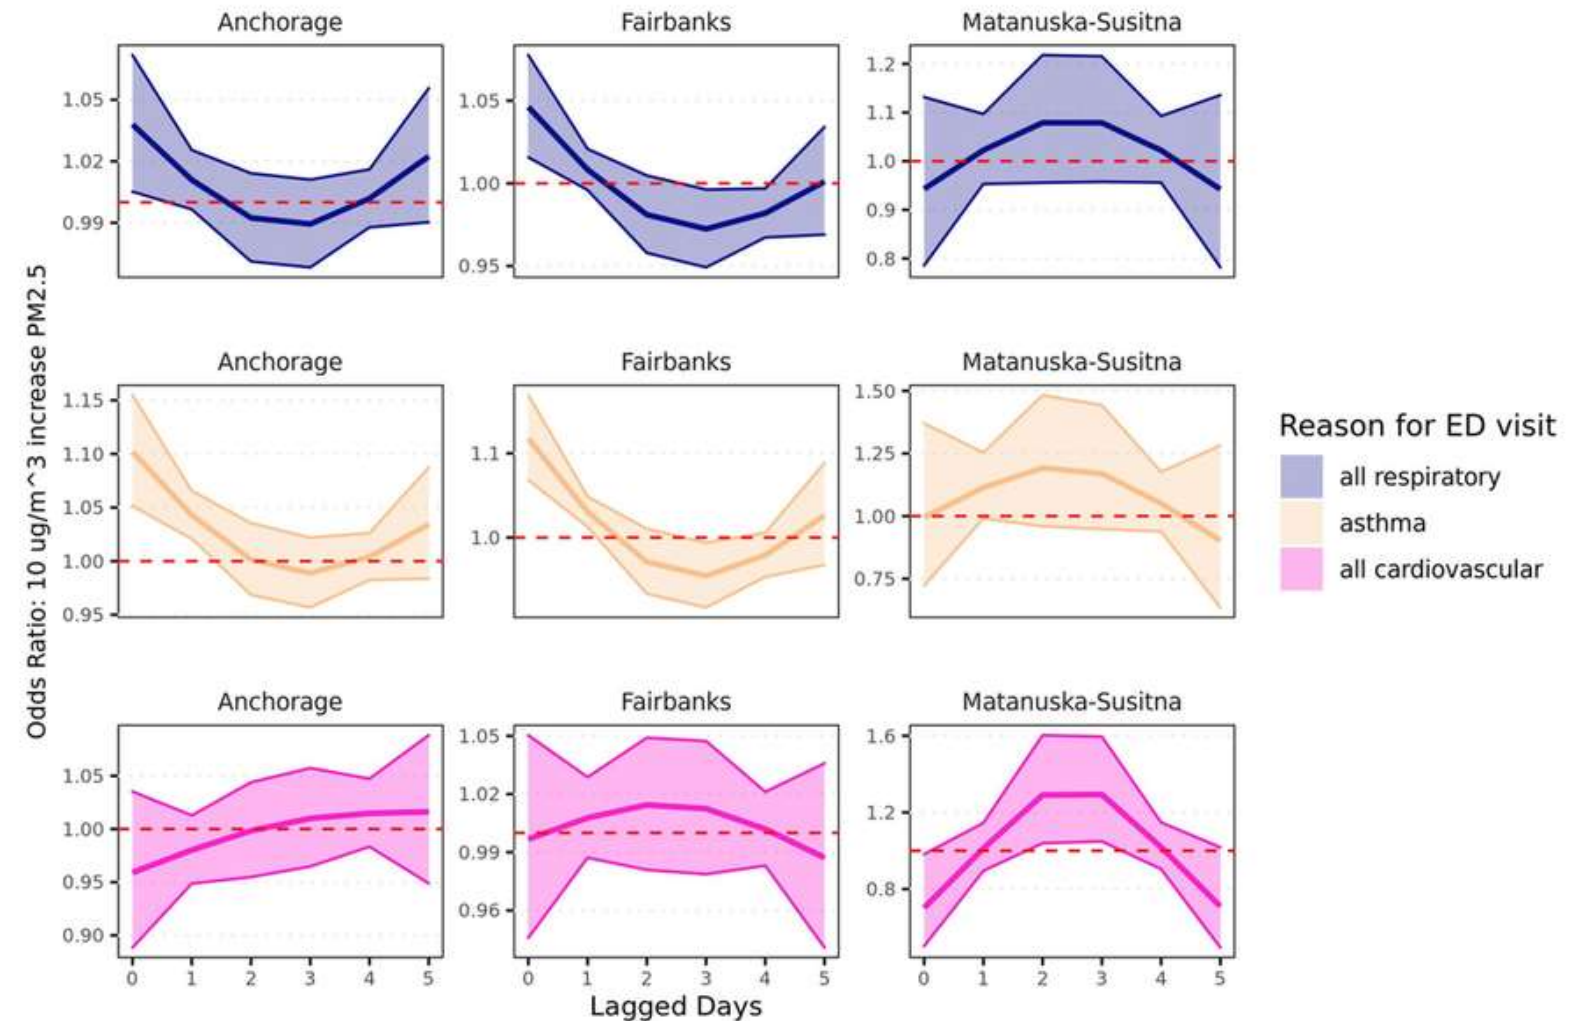 Anchorage
Fairbanks
Matanuska-Susitna
1.05
1.02
0.99
1.05
1.00
0.95
1.2
1.1
1.0
0.9
0.8
Odds Ratio: 10 ug/m^3 increase PM2.5
Anchorage
Fairbanks
Matanuska-Susitna
1.15
1.10
1.05
1.00
0.95
1.1
1.0
1.50
1.25
1.00
0.75
Reason for ED visit
all respiratory
asthma
all cardiovascular
Anchorage
Fairbanks
Matanuska-Susitna
1.05
1.00
0.95
0.90
1.05
1.02
0.99
0.96
1.6
1.2
0.8
0 1 2 3 4 5
0 1 2 3 4 5
0 1 2 3 4 5
Lagged Days